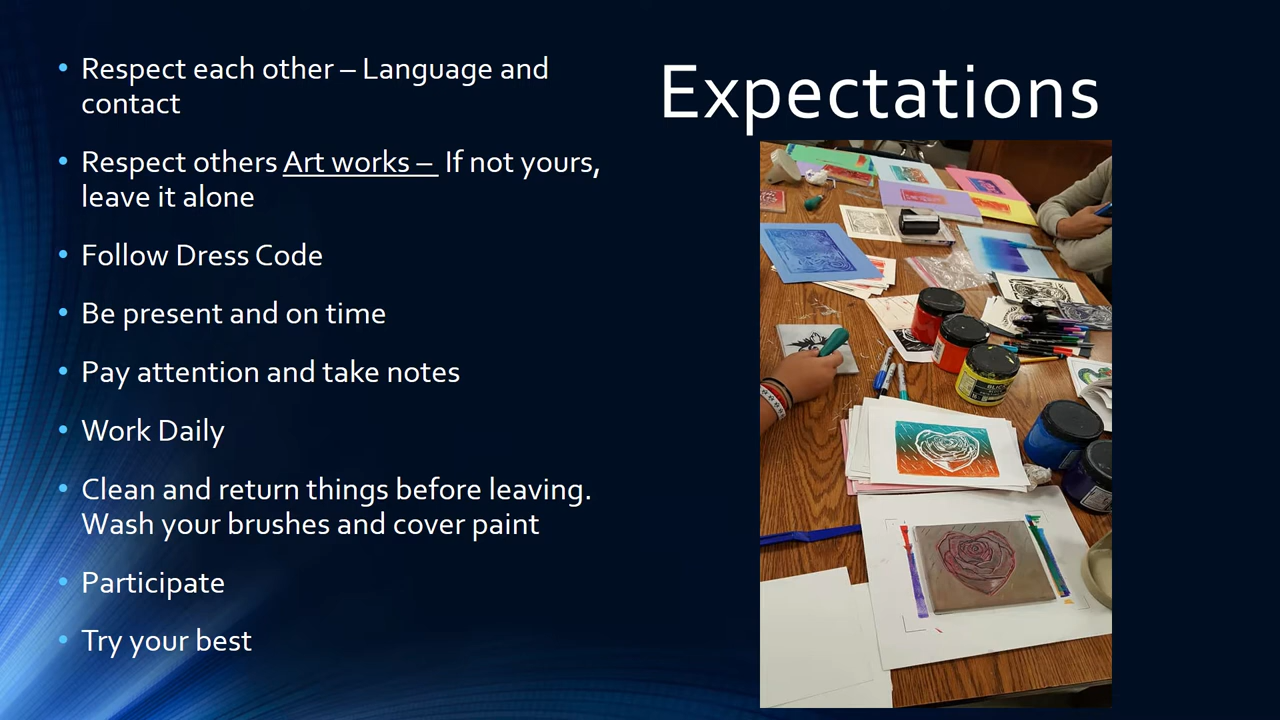 Expectations
• Respect each other – Language and
contact
• Respect others Art works – If not yours,
leave it alone
• Follow Dress Code
• Be present and on time
• Pay attention and take notes
• Work Daily
• Clean and return things before leaving.
Wash your brushes and cover paint
• Participate
• Try your best